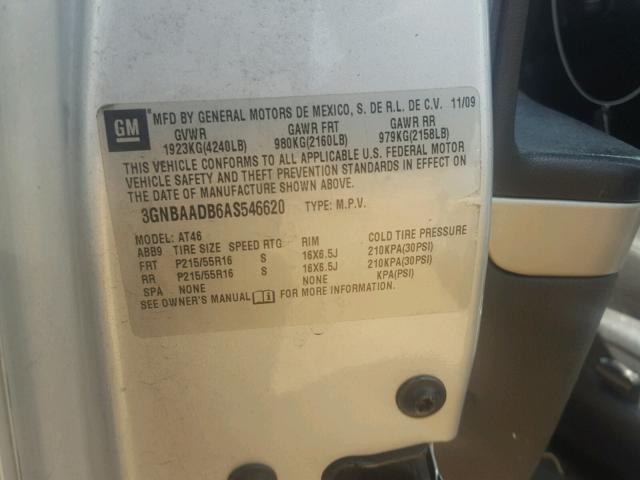 GM
MFD BY GENERAL MOTORS DE MEXICO, S. DE R.L. DE C.V. 11/09
GVWR GAWR FRT GAWR RR
1923KG(4240LB) 980KG(2160LB) 979KG(2158LB)
THIS VEHICLE CONFORMS TO ALL APPLICABLE U.S. FEDERAL MOTOR
VEHICLE SAFETY AND THEFT PREVENTION STANDARDS IN EFFECT ON
THE DATE OF MANUFACTURE SHOWN ABOVE.
3GNBAADB6AS546620 TYPE: M.P.V.
MODEL: AT46
ABB9 TIRE SIZE SPEED RTG RIM COLD TIRE PRESSURE
FRT P215/55R16 S 16X6.5J 210KPA(30PSI)
RR P215/55R16 S 16X6.5J 210KPA(30PSI)
SPA NONE NONE KPA(PSI)
SEE OWNER'S MANUAL FOR MORE INFORMATION.